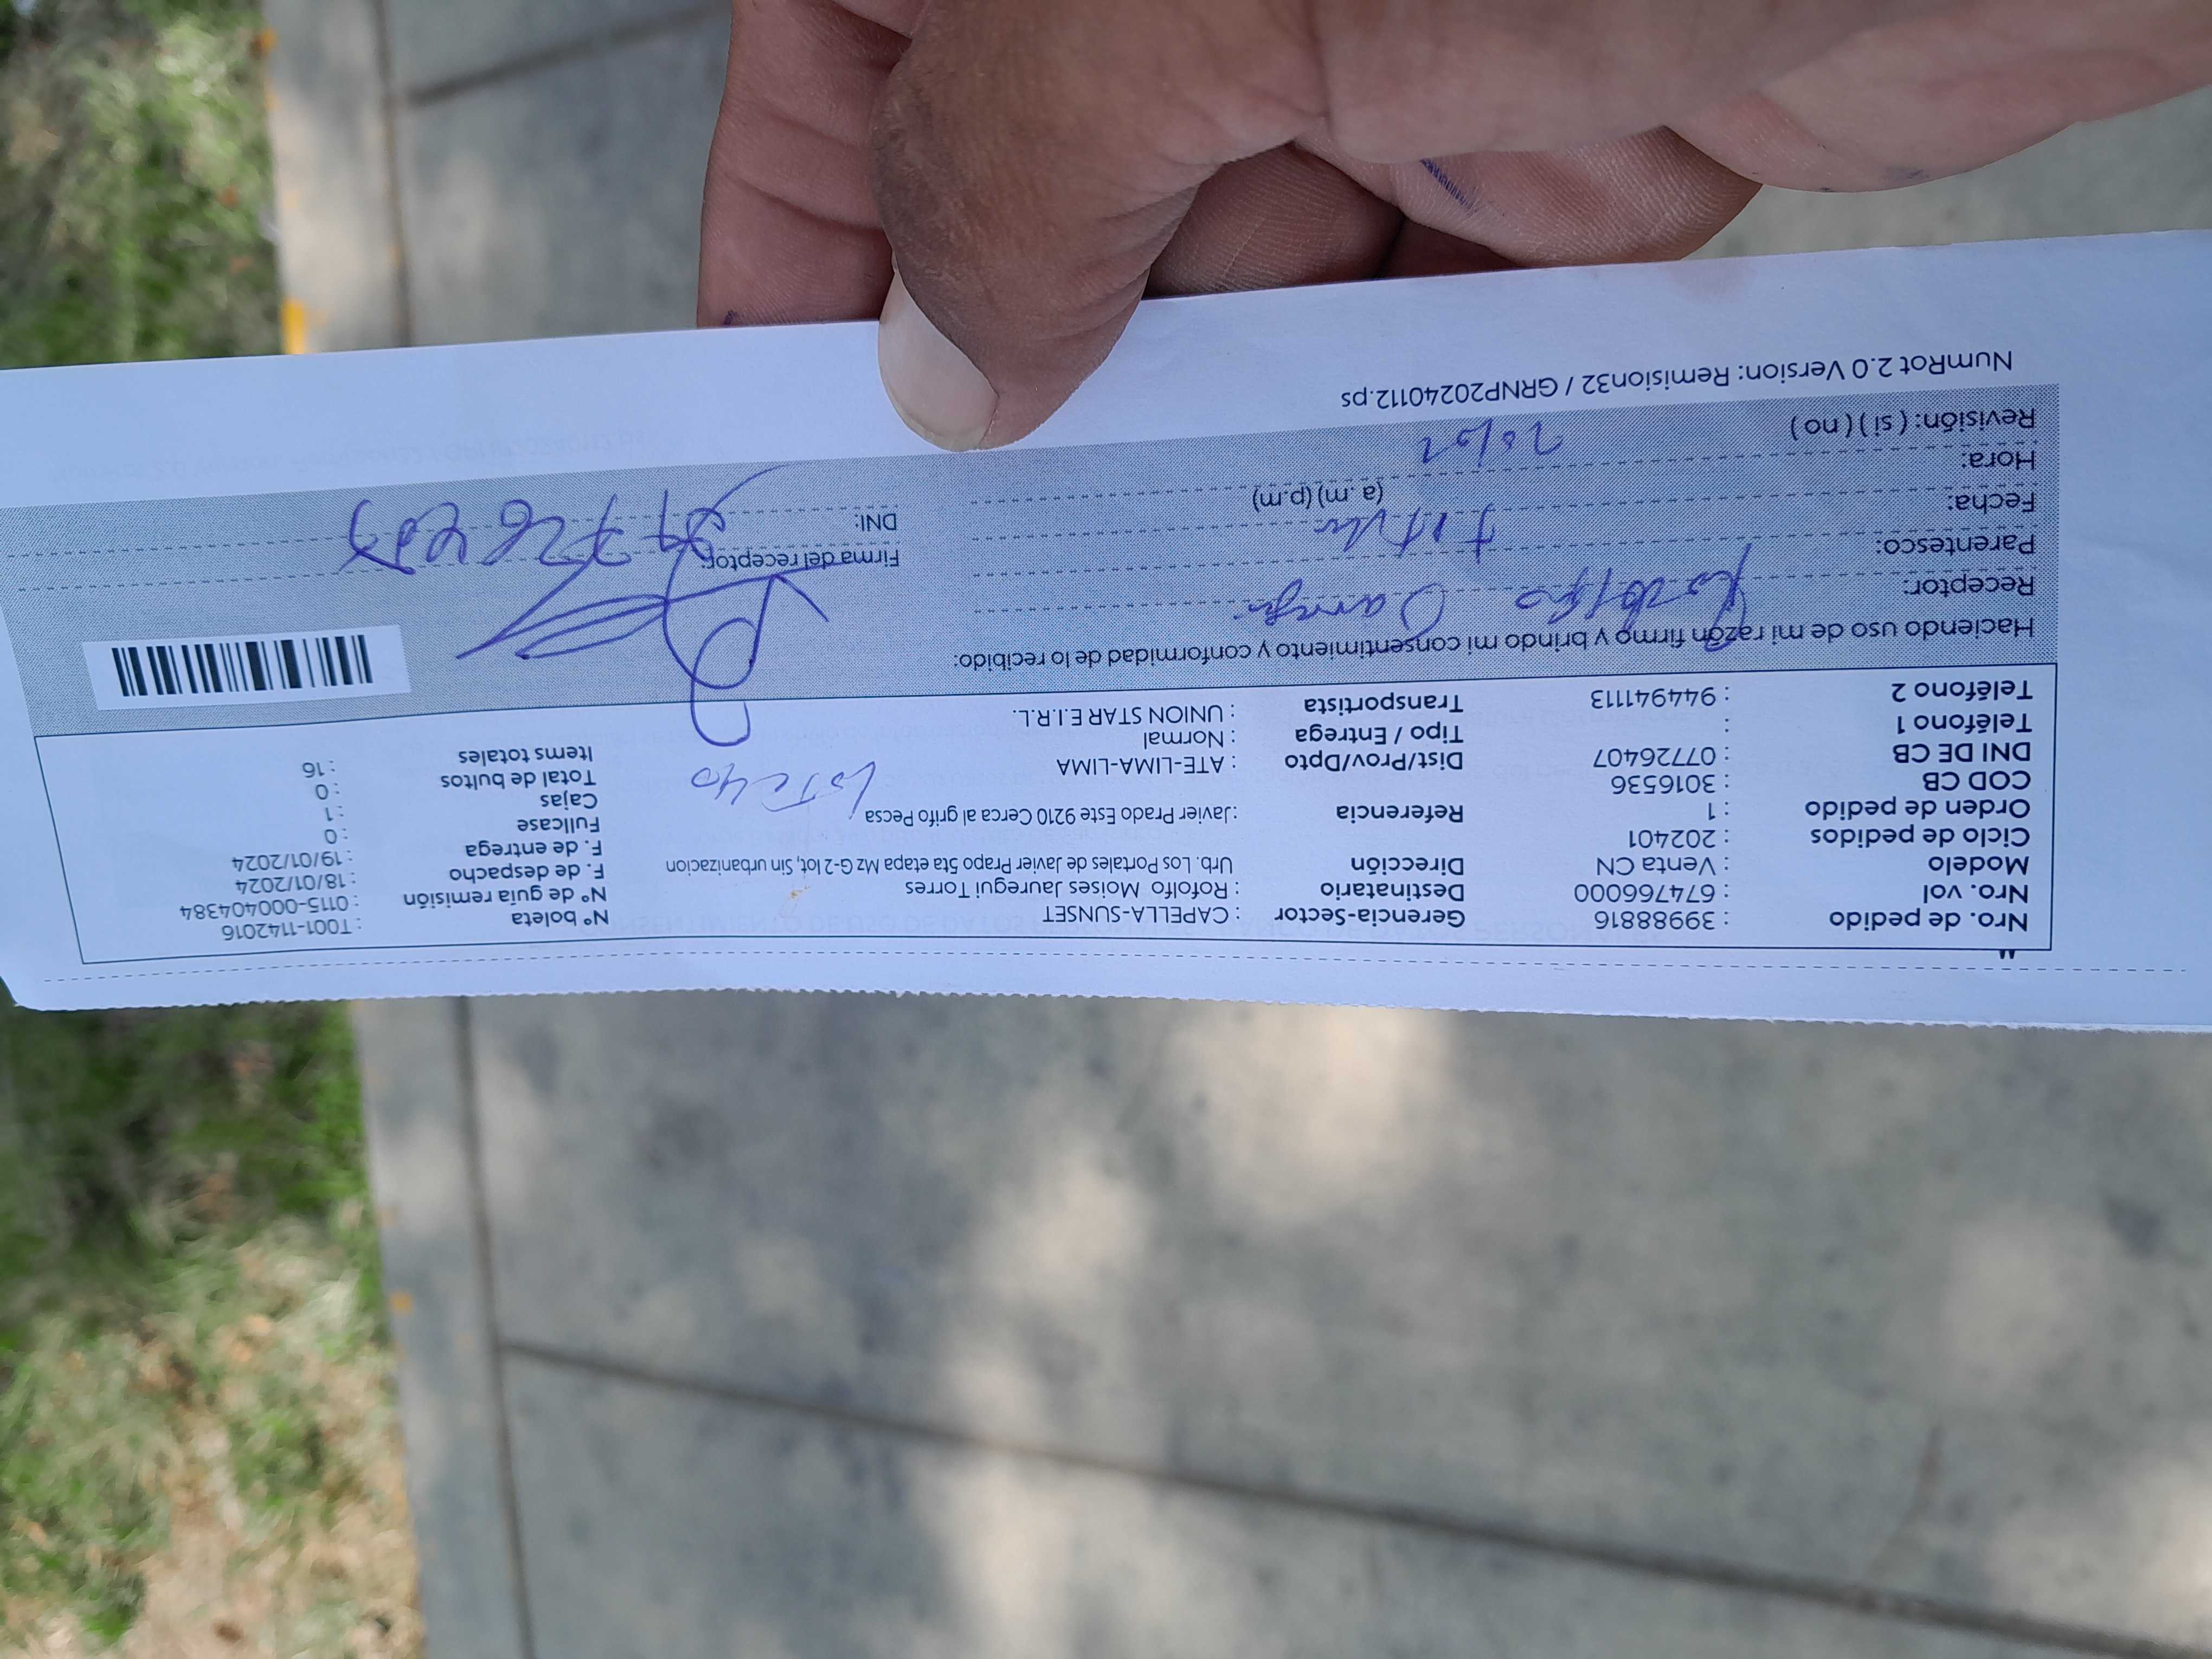 Nro. de pedido : 39988816 Gerencia-Sector : CAPELLA-SUNSET Nº boleta : T001-1142016
Nro. vol : 674766000 Destinatario : Rofolfo Moises Jauregui Torres Nº de guia remisión : 0115-000404384
Modelo : Venta CN Dirección Urb. Los Portales de Javier Prapo 5ta etapa Mz G-2 lot, Sin urbanizacion F. de despacho : 18/01/2024
Ciclo de pedidos : 202401 F. de entrega : 19/01/2024
Orden de pedido : 1 Referencia : Javier Prado Este 9210 Cerca al grifo Pecsa Fullcase : 0
COD CB : 3016536 Cajas : 1
DNI DE CB : 07726407 Dist/Prov/Dpto : ATE-LIMA-LIMA Total de bultos : 0
Teléfono 1 : Tipo / Entrega : Normal Items totales : 16
Teléfono 2 : 944941113 Transportista : UNION STAR E.I.R.L.
Haciendo uso de mi razón firmo y brindo mi consentimiento y conformidad de lo recibido:
Receptor:
Parentesco: titular Firma del receptor:
Fecha: DNI:
Hora: (a.m) (p.m)
Revisión: ( si ) ( no )
NumRot 2.0 Version: Remision32 / GRNP20240112.ps